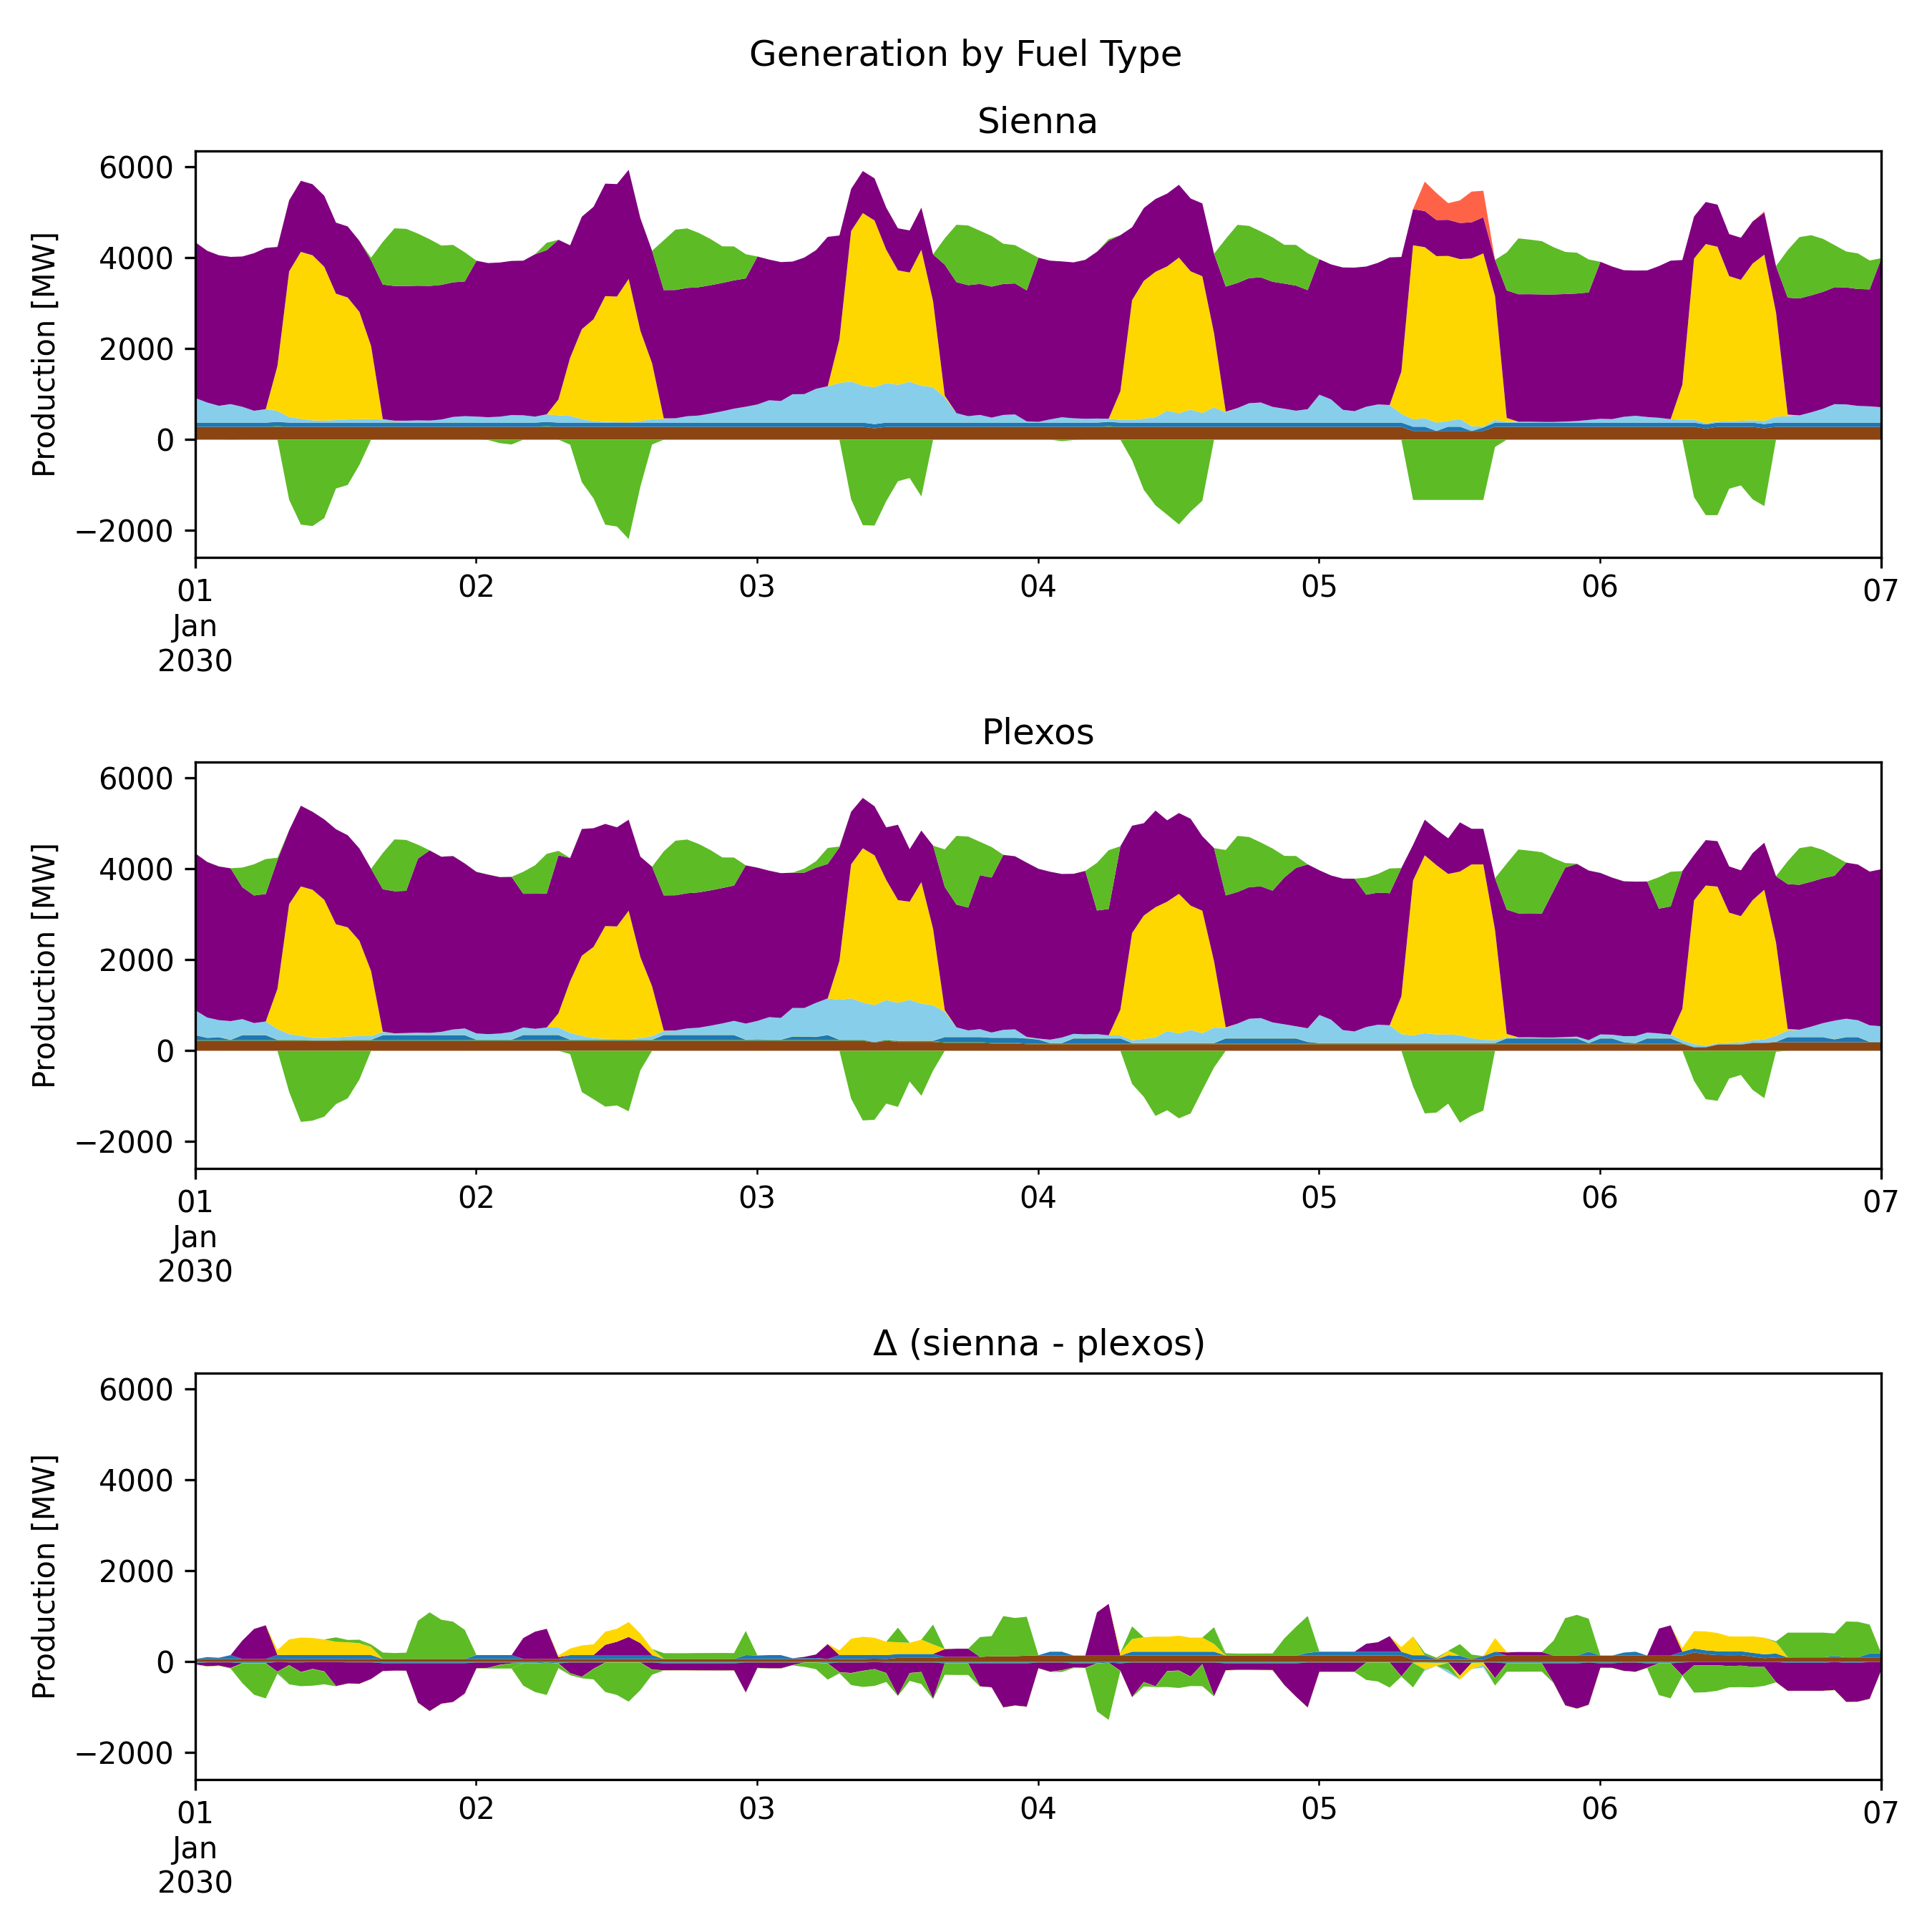 Generation by Fuel Type
Sienna
Production [MW]
6000
4000
2000
0
−2000
01 02 03 04 05 06 07
Jan
2030
Plexos
Production [MW]
6000
4000
2000
0
−2000
01 02 03 04 05 06 07
Jan
2030
Δ (sienna - plexos)
Production [MW]
6000
4000
2000
0
−2000
01 02 03 04 05 06 07
Jan
2030